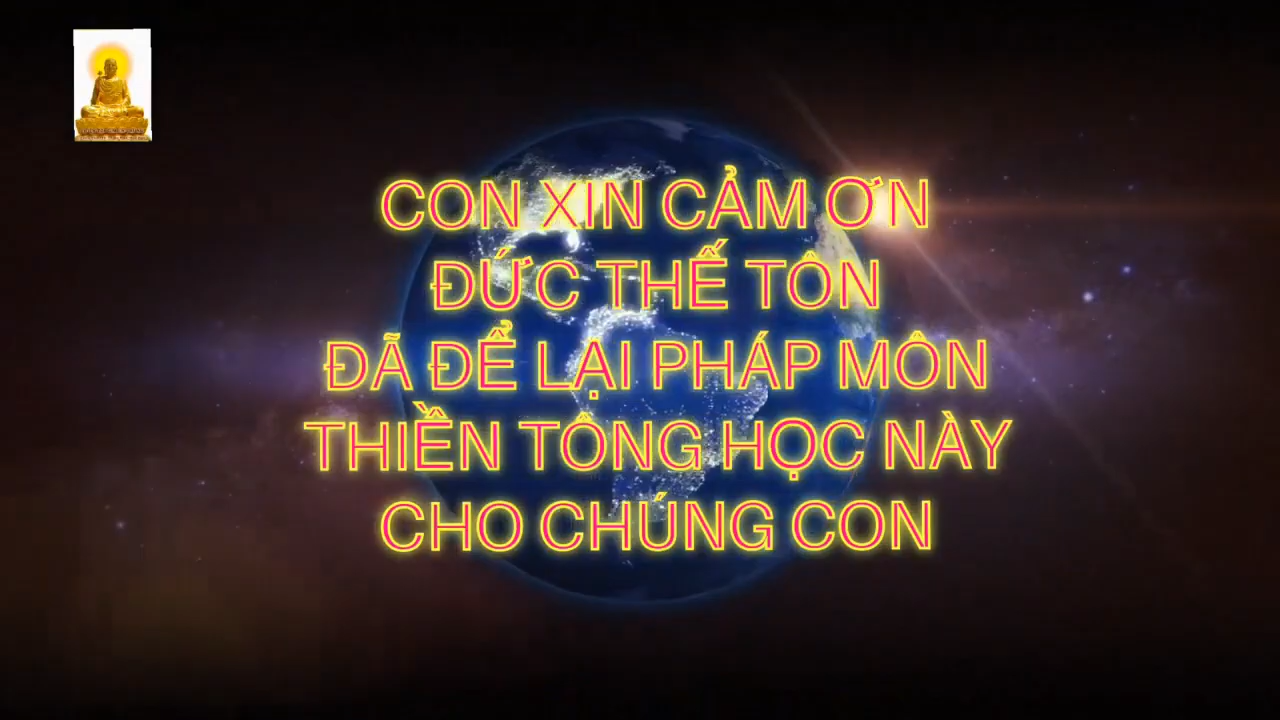 CON XIN CẢM ƠN
ĐỨC THẾ TÔN
ĐÃ ĐỂ LẠI PHÁP MÔN
THIỀN TÔNG HỌC NÀY
CHO CHÚNG CON